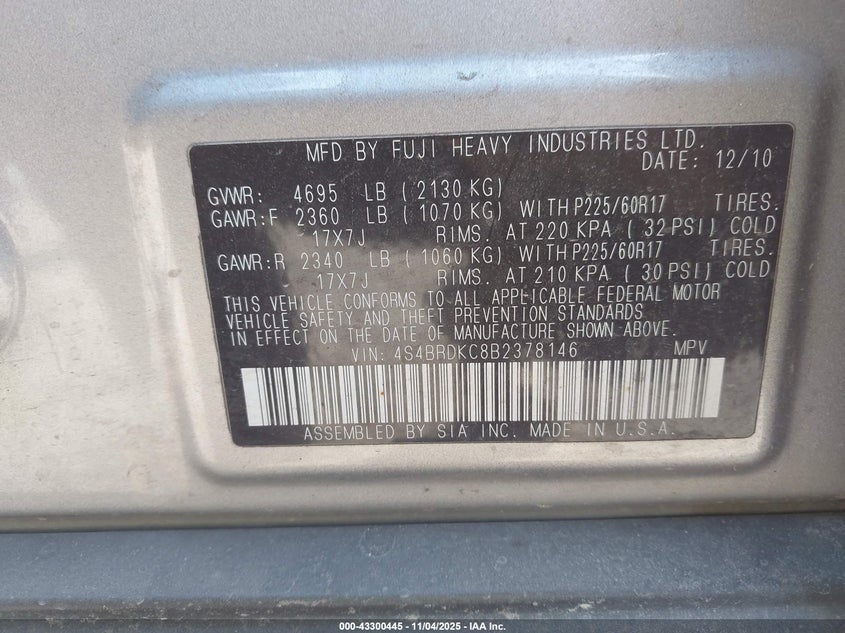 MFD BY FUJI HEAVY INDUSTRIES LTD.
DATE: 12/10
GVWR: 4695 LB ( 2130 KG)
GAWR:F 2360 LB ( 1070 KG) WITH P225/60R17 TIRES.
17X7J RIMS. AT 220 KPA ( 32 PSI) COLD
GAWR:R 2340 LB ( 1060 KG) WITH P225/60R17 TIRES.
17X7J RIMS. AT 210 KPA ( 30 PSI) COLD
THIS VEHICLE CONFORMS TO ALL APPLICABLE FEDERAL MOTOR
VEHICLE SAFETY AND THEFT PREVENTION STANDARDS
IN EFFECT ON THE DATE OF MANUFACTURE SHOWN ABOVE.
VIN: 4S4BRDKC8B2378146 MPV
ASSEMBLED BY SIA INC. MADE IN U.S.A.
000-43300445 - 11/04/2025 - IAA Inc.